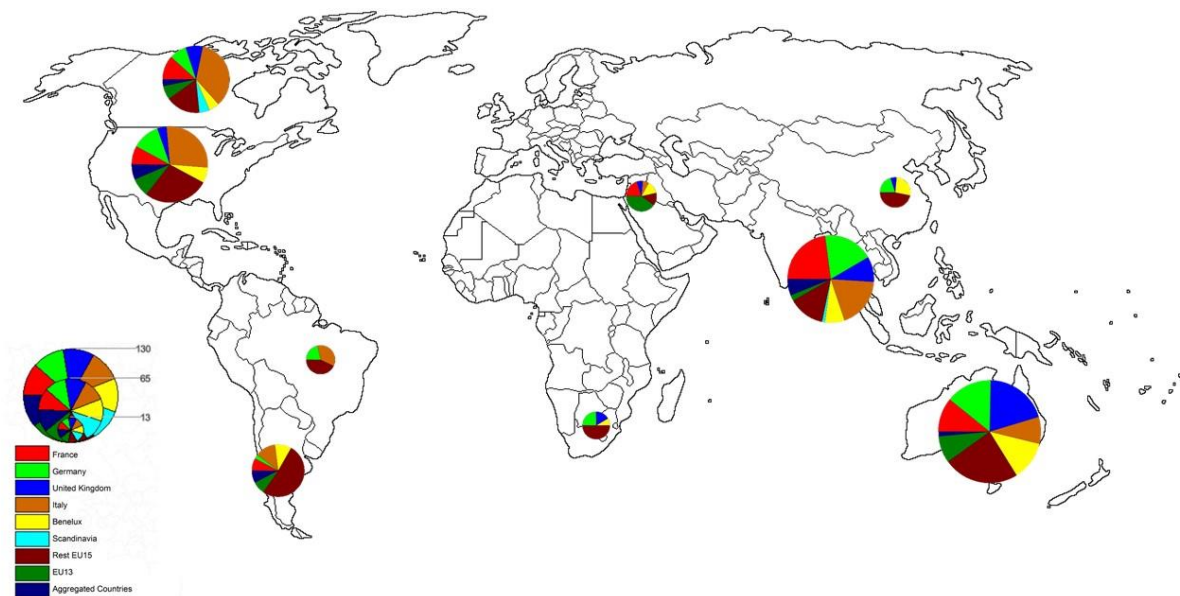 130
65
13
France
Germany
United Kingdom
Italy
Benelux
Scandinavia
Rest EU15
EU13
Aggregated Countries